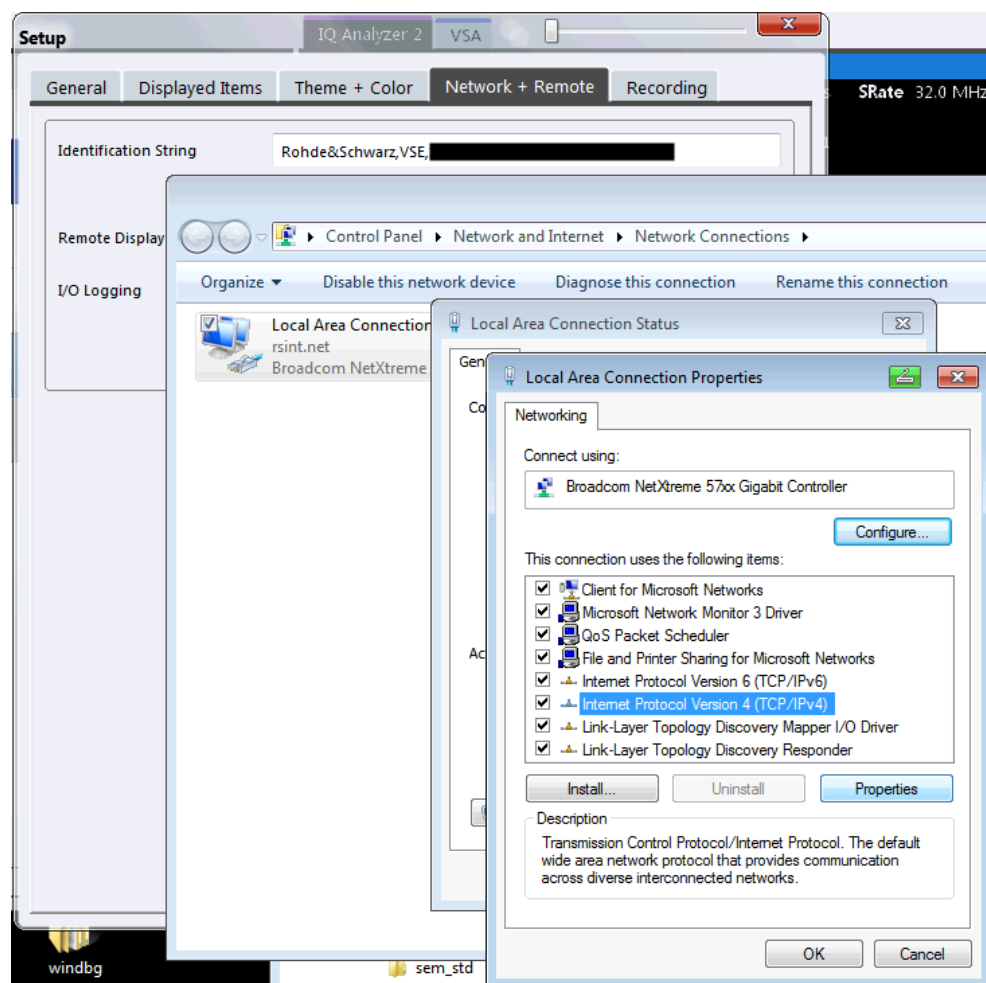 Setup
IQ Analyzer 2 VSA
General Displayed Items Theme + Color Network + Remote Recording
SRate 32.0 MHz
Identification String Rohde&Schwarz,VSE,
Remote Display
I/O Logging
Control Panel Network and Internet Network Connections
Organize Disable this network device Diagnose this connection Rename this connection
Local Area Connection
rsint.net
Broadcom NetXtreme
Local Area Connection Status
Gen
Co
Ac
Local Area Connection Properties
Networking
Connect using:
Broadcom NetXtreme 57xx Gigabit Controller
Configure...
This connection uses the following items:
Client for Microsoft Networks
Microsoft Network Monitor 3 Driver
QoS Packet Scheduler
File and Printer Sharing for Microsoft Networks
Internet Protocol Version 6 (TCP/IPv6)
Internet Protocol Version 4 (TCP/IPv4)
Link-Layer Topology Discovery Mapper I/O Driver
Link-Layer Topology Discovery Responder
Install... Uninstall Properties
Description
Transmission Control Protocol/Internet Protocol. The default
wide area network protocol that provides communication
across diverse interconnected networks.
OK Cancel
windbg
sem_std